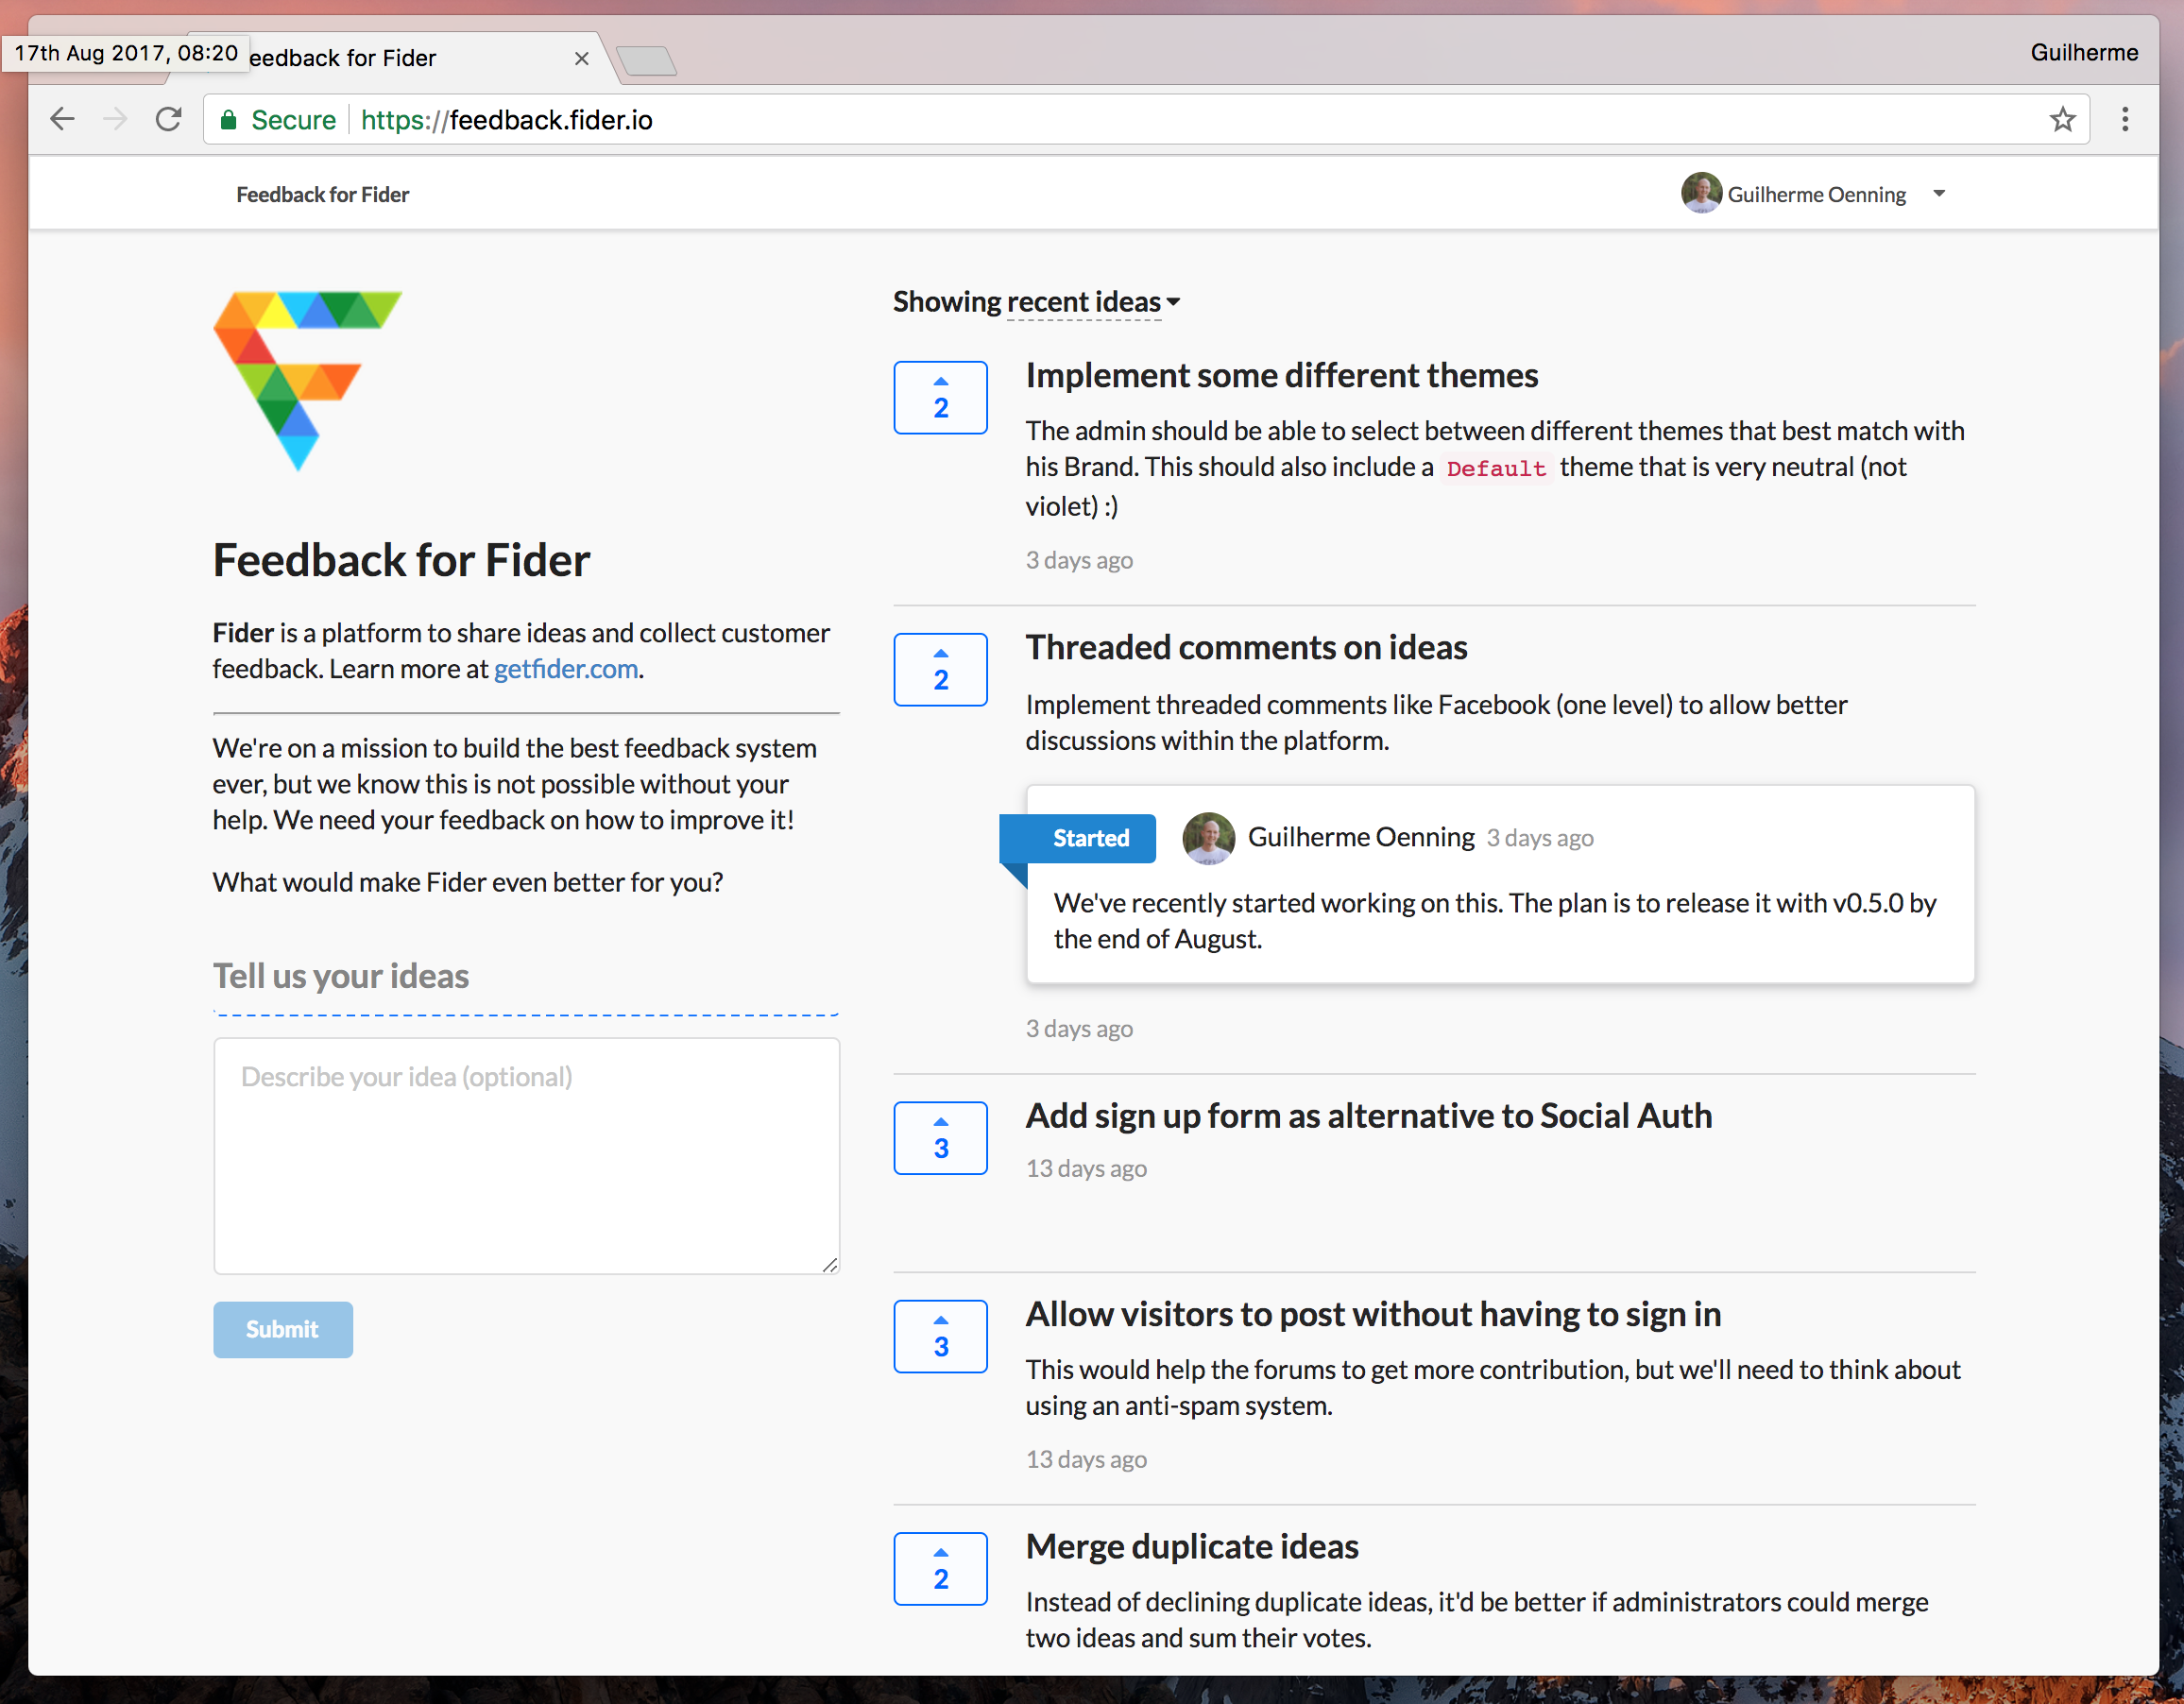 17th Aug 2017, 08:20
eedback for Fider
Guilherme
Secure
https://feedback.fider.io
Feedback for Fider
Guilherme Oenning
Feedback for Fider
Fider is a platform to share ideas and collect customer
feedback. Learn more at getfider.com.
We're on a mission to build the best feedback system
ever, but we know this is not possible without your
help. We need your feedback on how to improve it!
What would make Fider even better for you?
Tell us your ideas
Describe your idea (optional)
Submit
Showing recent ideas
2
Implement some different themes
The admin should be able to select between different themes that best match with
his Brand. This should also include a Default theme that is very neutral (not
violet) :)
3 days ago
2
Threaded comments on ideas
Implement threaded comments like Facebook (one level) to allow better
discussions within the platform.
Started
Guilherme Oenning 3 days ago
We've recently started working on this. The plan is to release it with v0.5.0 by
the end of August.
3 days ago
3
Add sign up form as alternative to Social Auth
13 days ago
3
Allow visitors to post without having to sign in
This would help the forums to get more contribution, but we'll need to think about
using an anti-spam system.
13 days ago
2
Merge duplicate ideas
Instead of declining duplicate ideas, it'd be better if administrators could merge
two ideas and sum their votes.